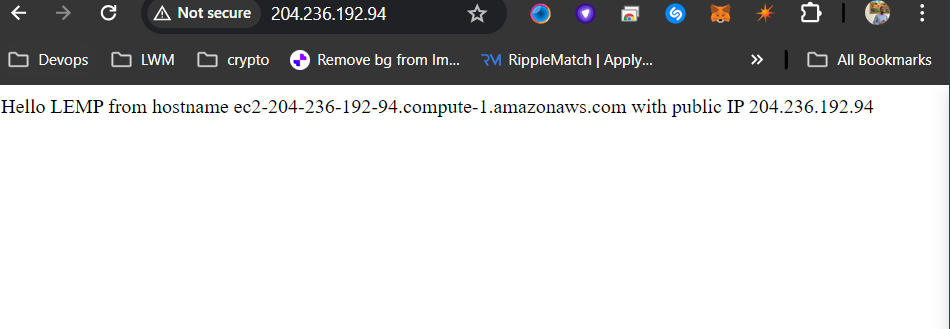 Not secure 204.236.192.94
Devops LWM crypto Remove bg from Im... RM RippleMatch | Apply... » All Bookmarks
Hello LEMP from hostname ec2-204-236-192-94.compute-1.amazonaws.com with public IP 204.236.192.94